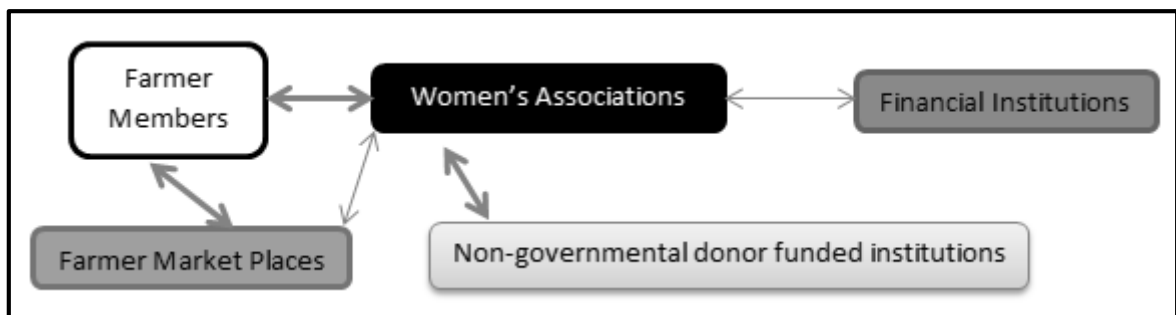 Farmer
Members
Women's Associations
Financial Institutions
Farmer Market Places
Non-governmental donor funded institutions